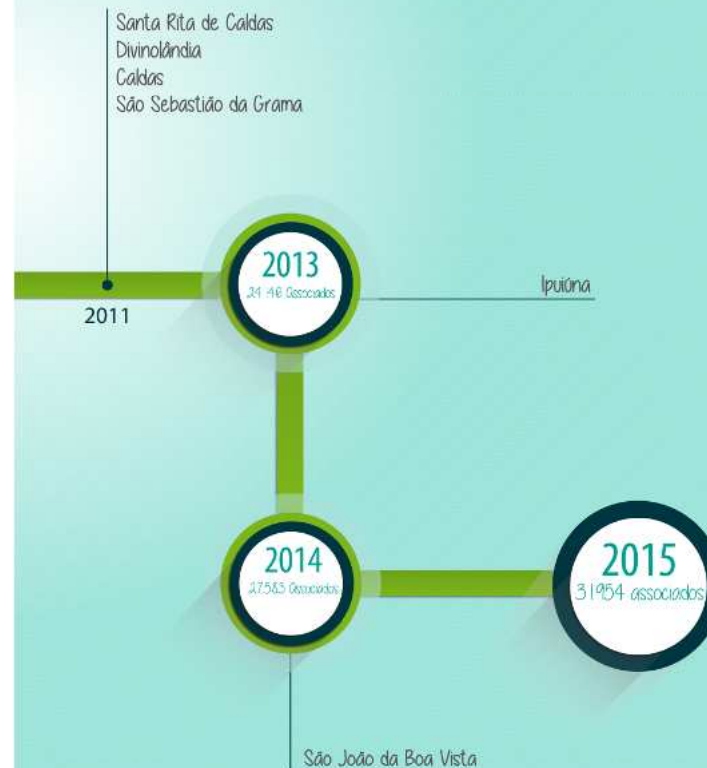 Santa Rita de Caldas
Divinolândia
Caldas
São Sebastião da Grama
2011
2013
Associados
Ipuiúna
2014
27.583 Associados
2015
31954 associados
São João da Boa Vista